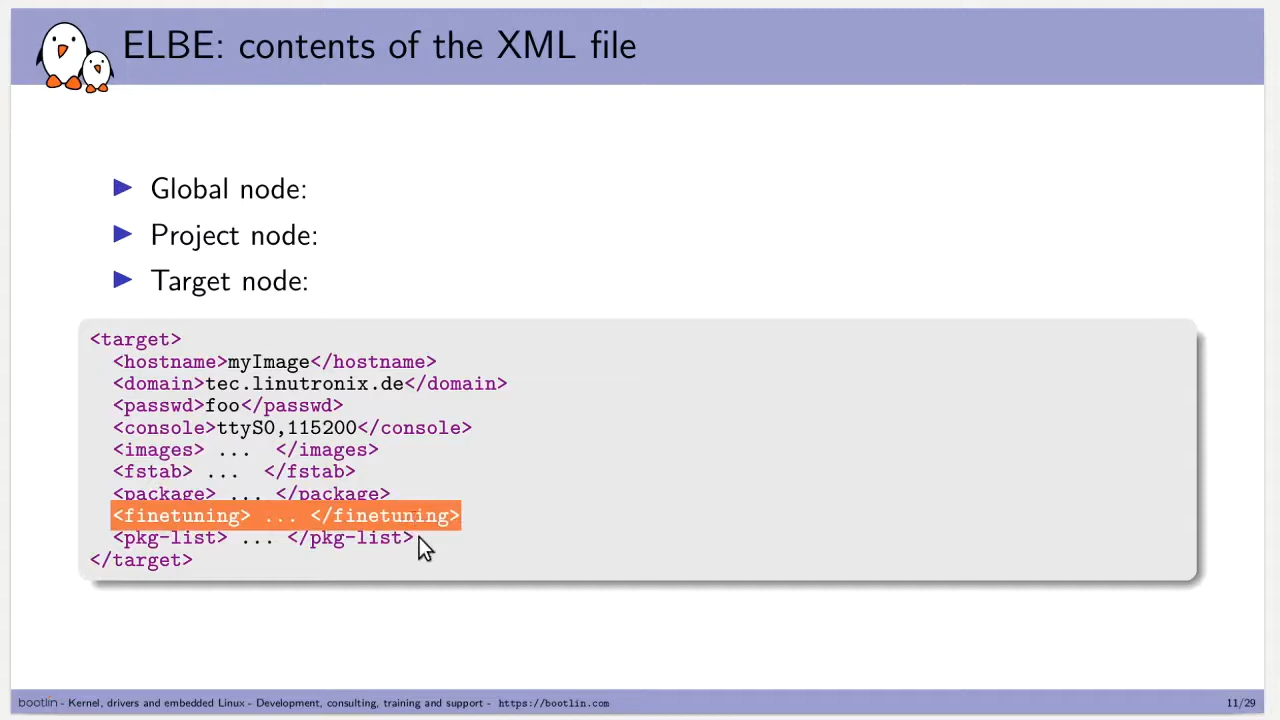 ELBE: contents of the XML file
Global node:
Project node:
Target node:
<target>
<hostname>myImage</hostname>
<domain>tec.linutronix.de</domain>
<passwd>foo</passwd>
<console>ttyS0,115200</console>
<images> ... </images>
<fstab> ... </fstab>
<package> ... </package>
<finetuning> ... </finetuning>
<pkg-list> ... </pkg-list>
</target>
bootlin - Kernel, drivers and embedded Linux - Development, consulting, training and support - https://bootlin.com
11/29